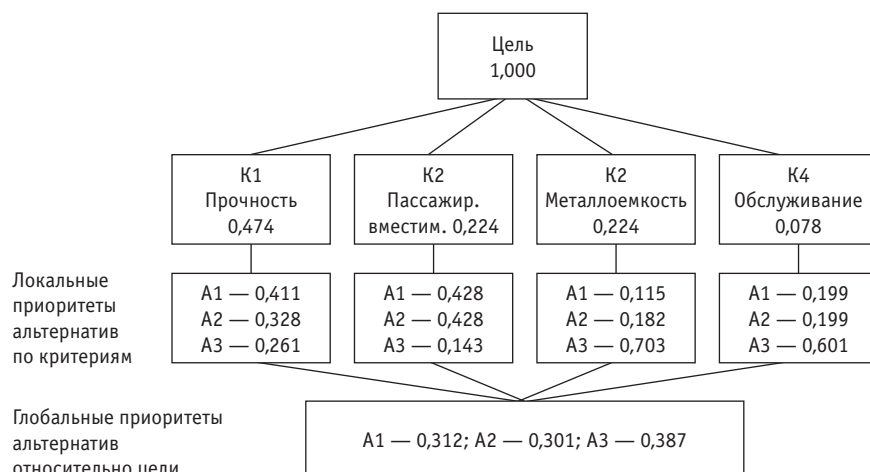 Цель
1,000
К1
Прочность
0,474
К2
Пассажир.
вместим. 0,224
К2
Металлоемкость
0,224
К4
Обслуживание
0,078
Локальные
приоритеты
альтернатив
по критериям
А1 — 0,411
А2 — 0,328
А3 — 0,261
А1 — 0,428
А2 — 0,428
А3 — 0,143
А1 — 0,115
А2 — 0,182
А3 — 0,703
А1 — 0,199
А2 — 0,199
А3 — 0,601
Глобальные приоритеты
альтернатив
относительно цели
А1 — 0,312; А2 — 0,301; А3 — 0,387